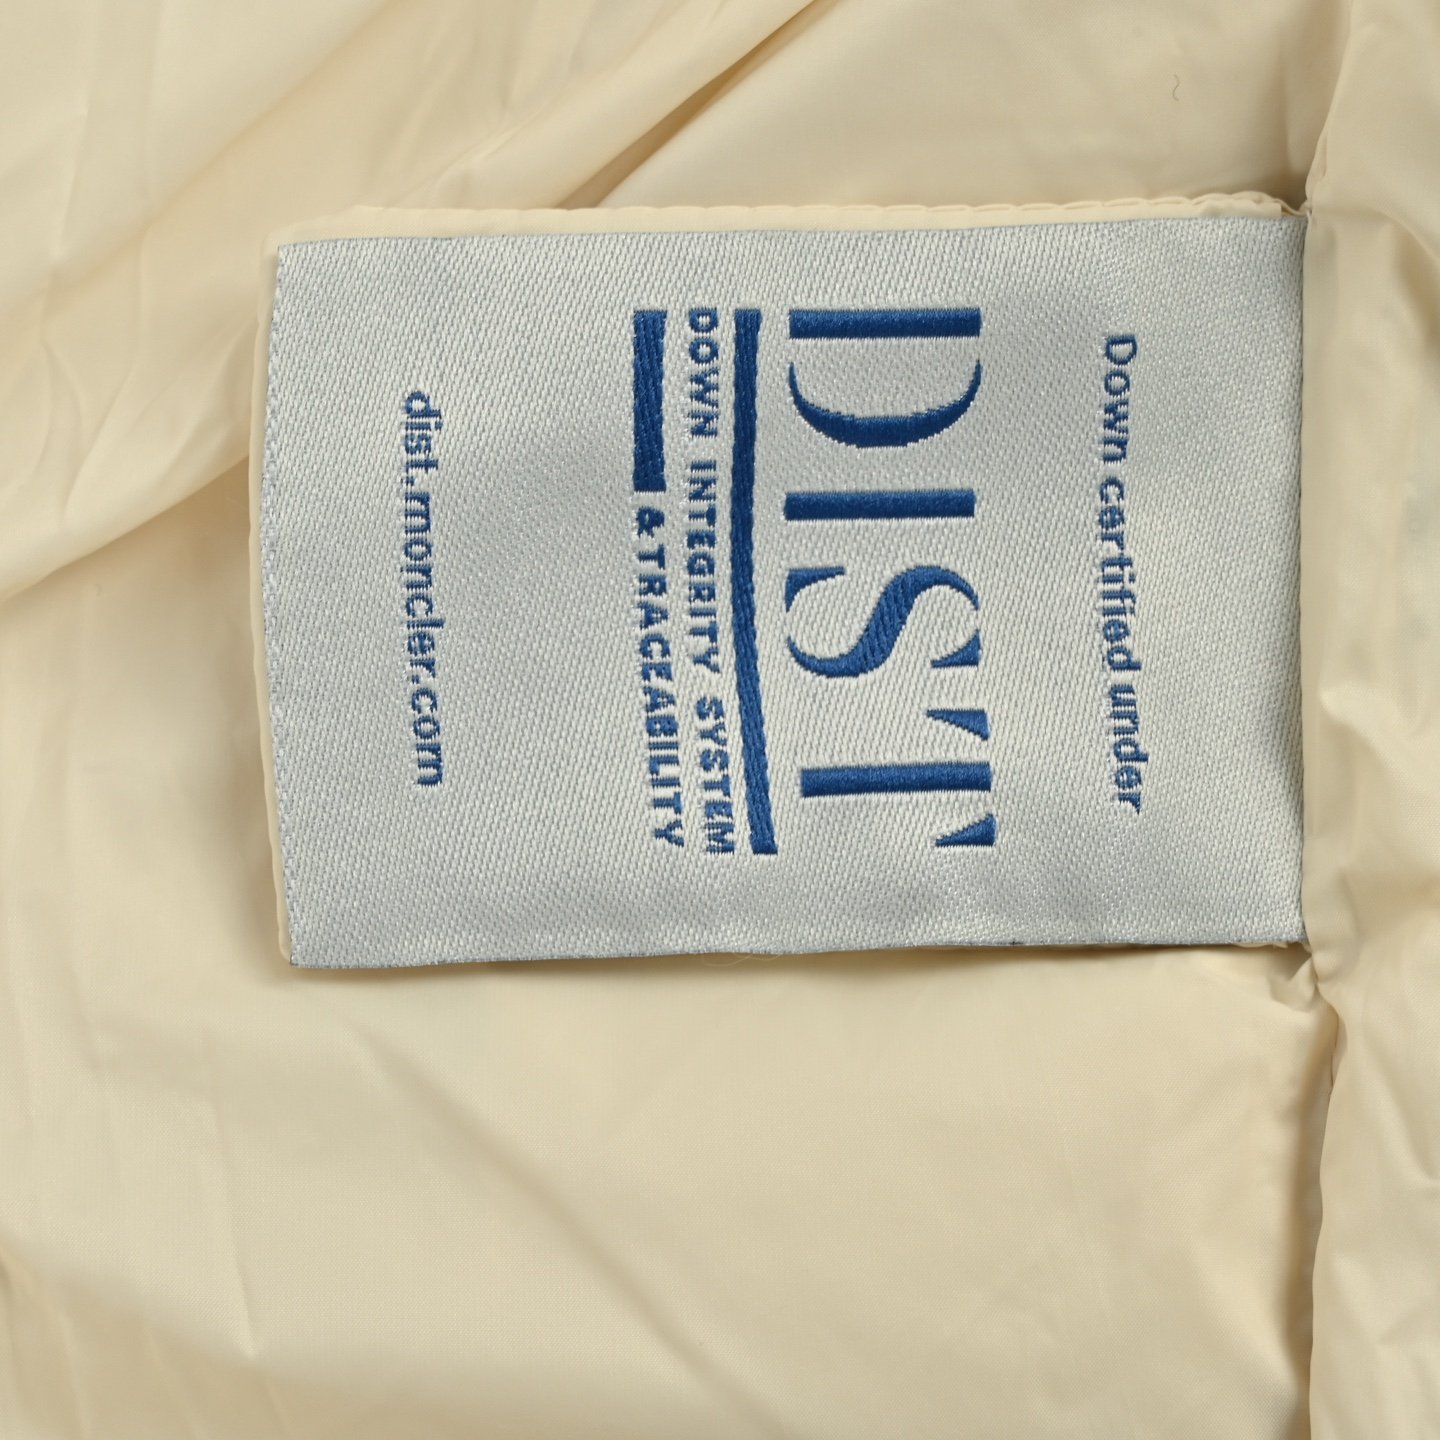 Down certified under
DIST
DOWN INTEGRITY SYSTEM
& TRACEABILITY
dist.moncler.com